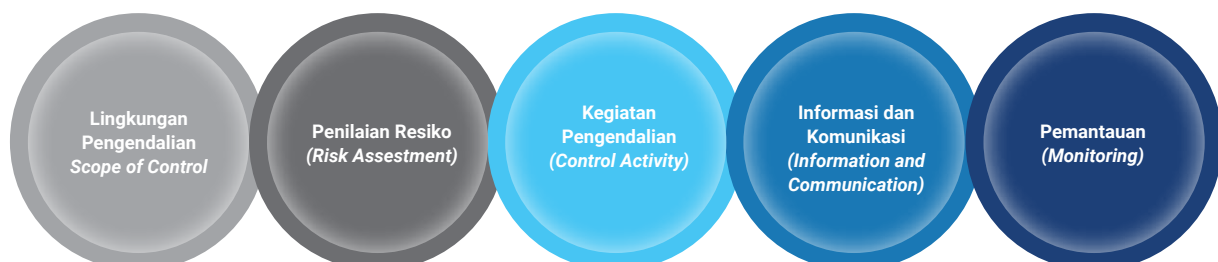 Lingkungan
Pengendalian
Scope of Control
Penilaian Resiko
(Risk Assestment)
Kegiatan
Pengendalian
(Control Activity)
Informasi dan
Komunikasi
(Information and
Communication)
Pemantauan
(Monitoring)